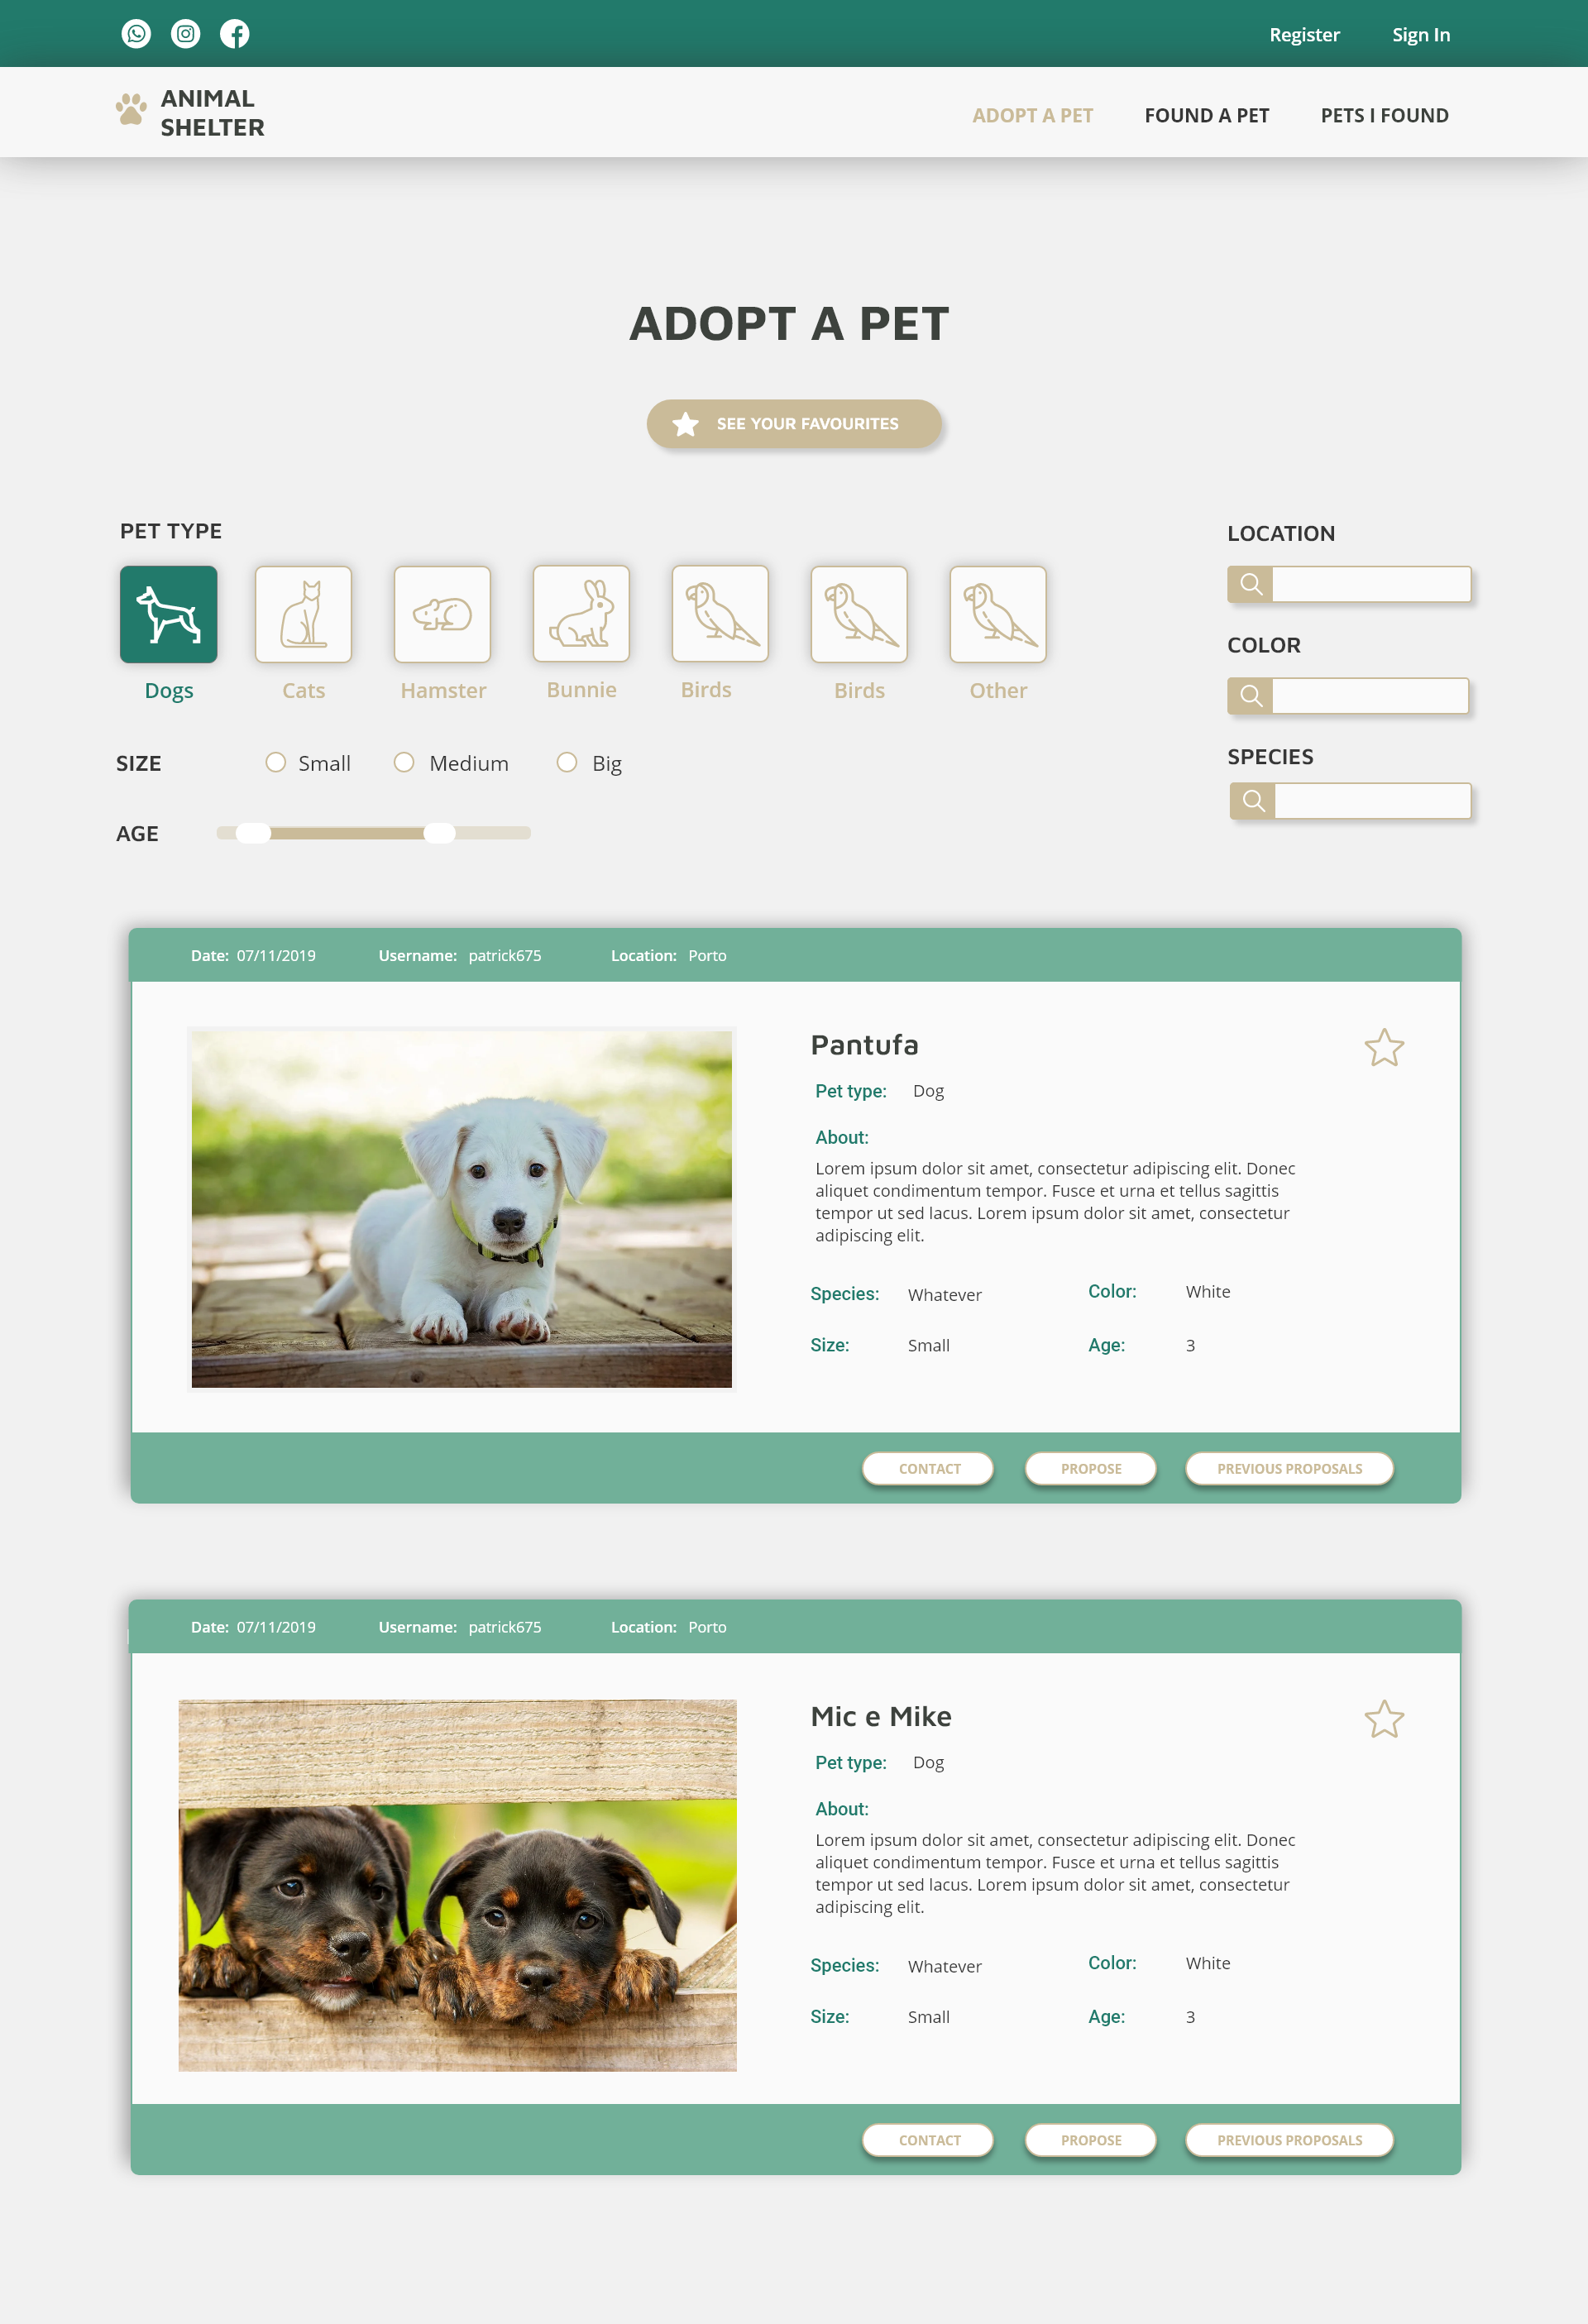 Register Sign In
ANIMAL
SHELTER
ADOPT A PET FOUND A PET PETS I FOUND
ADOPT A PET
SEE YOUR FAVOURITES
PET TYPE
Dogs Cats Hamster Bunnie Birds Birds Other
SIZE Small Medium Big
AGE
LOCATION
COLOR
SPECIES
Date: 07/11/2019 Username: patrick675 Location: Porto
Pantufa
Pet type: Dog
About:
Lorem ipsum dolor sit amet, consectetur adipiscing elit. Donec
aliquet condimentum tempor. Fusce et urna et tellus sagittis
tempor ut sed lacus. Lorem ipsum dolor sit amet, consectetur
adipiscing elit.
Species: Whatever Color: White
Size: Small Age: 3
CONTACT PROPOSE PREVIOUS PROPOSALS
Date: 07/11/2019 Username: patrick675 Location: Porto
Mic e Mike
Pet type: Dog
About:
Lorem ipsum dolor sit amet, consectetur adipiscing elit. Donec
aliquet condimentum tempor. Fusce et urna et tellus sagittis
tempor ut sed lacus. Lorem ipsum dolor sit amet, consectetur
adipiscing elit.
Species: Whatever Color: White
Size: Small Age: 3
CONTACT PROPOSE PREVIOUS PROPOSALS